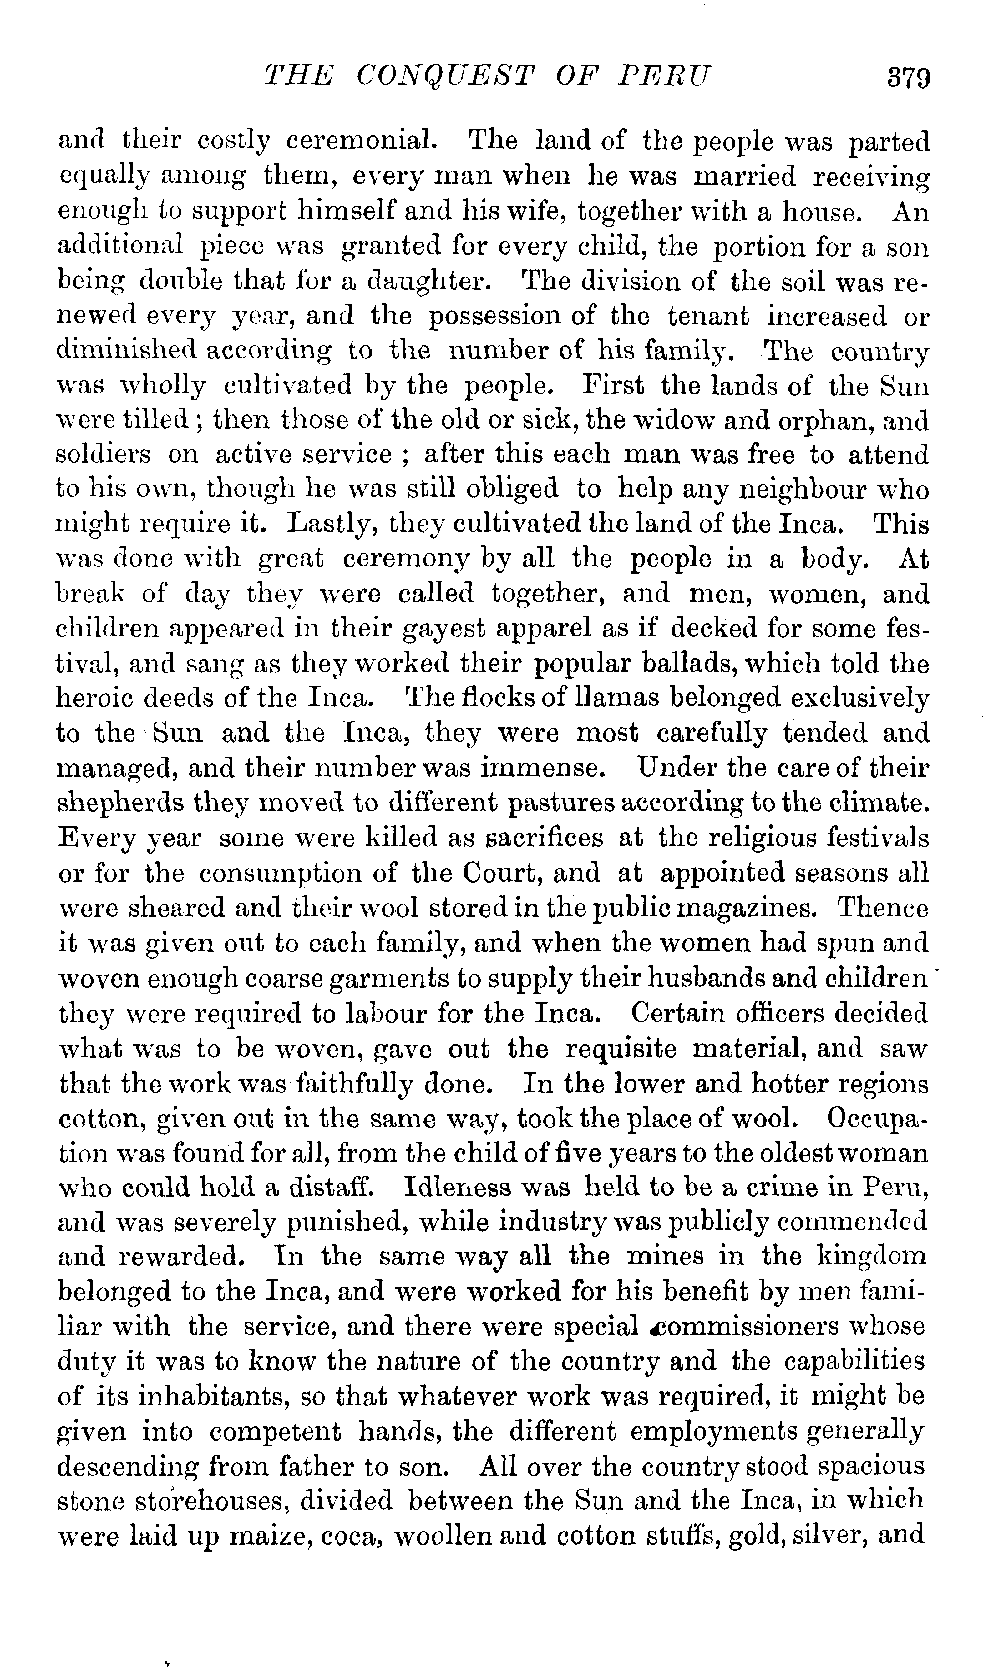 THE CONQUEST OF PERU 379
and their costly ceremonial. The land of the people was parted
equally among them, every man when he was married receiving
enough to support himself and his wife, together with a house. An
additional piece was granted for every child, the portion for a son
being double that for a daughter. The division of the soil was re-
newed every year, and the possession of the tenant increased or
diminished according to the number of his family. The country
was wholly cultivated by the people. First the lands of the Sun
were tilled ; then those of the old or sick, the widow and orphan, and
soldiers on active service ; after this each man was free to attend
to his own, though he was still obliged to help any neighbour who
might require it. Lastly, they cultivated the land of the Inca. This
was done with great ceremony by all the people in a body. At
break of day they were called together, and men, women, and
children appeared in their gayest apparel as if decked for some fes-
tival, and sang as they worked their popular ballads, which told the
heroic deeds of the Inca. The flocks of llamas belonged exclusively
to the Sun and the Inca, they were most carefully tended and
managed, and their number was immense. Under the care of their
shepherds they moved to different pastures according to the climate.
Every year some were killed as sacrifices at the religious festivals
or for the consumption of the Court, and at appointed seasons all
were sheared and their wool stored in the public magazines. Thence
it was given out to each family, and when the women had spun and
woven enough coarse garments to supply their husbands and children
they were required to labour for the Inca. Certain officers decided
what was to be woven, gave out the requisite material, and saw
that the work was faithfully done. In the lower and hotter regions
cotton, given out in the same way, took the place of wool. Occupa-
tion was found for all, from the child of five years to the oldest woman
who could hold a distaff. Idleness was held to be a crime in Peru,
and was severely punished, while industry was publicly commended
and rewarded. In the same way all the mines in the kingdom
belonged to the Inca, and were worked for his benefit by men fami-
liar with the service, and there were special commissioners whose
duty it was to know the nature of the country and the capabilities
of its inhabitants, so that whatever work was required, it might be
given into competent hands, the different employments generally
descending from father to son. All over the country stood spacious
stone storehouses, divided between the Sun and the Inca, in which
were laid up maize, coca, woollen and cotton stuffs, gold, silver, and